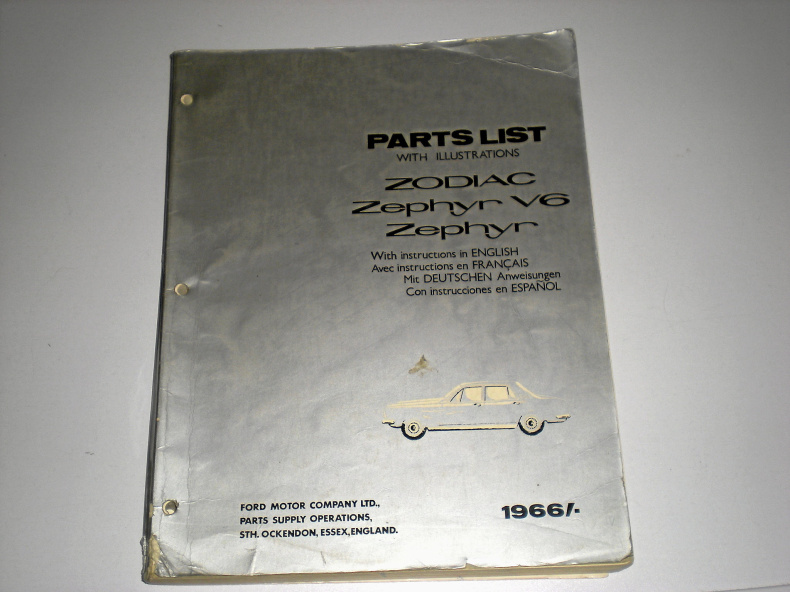 PARTS LIST
WITH ILLUSTRATIONS
ZODIAC
Zephyr V6
Zephyr
With instructions in ENGLISH
Avec instructions en FRANÇAIS
Mit DEUTSCHEN Anweisungen
Con instrucciones en ESPAÑOL
FORD MOTOR COMPANY LTD.,
PARTS SUPPLY OPERATIONS,
STH. OCKENDON, ESSEX, ENGLAND.
1966/-